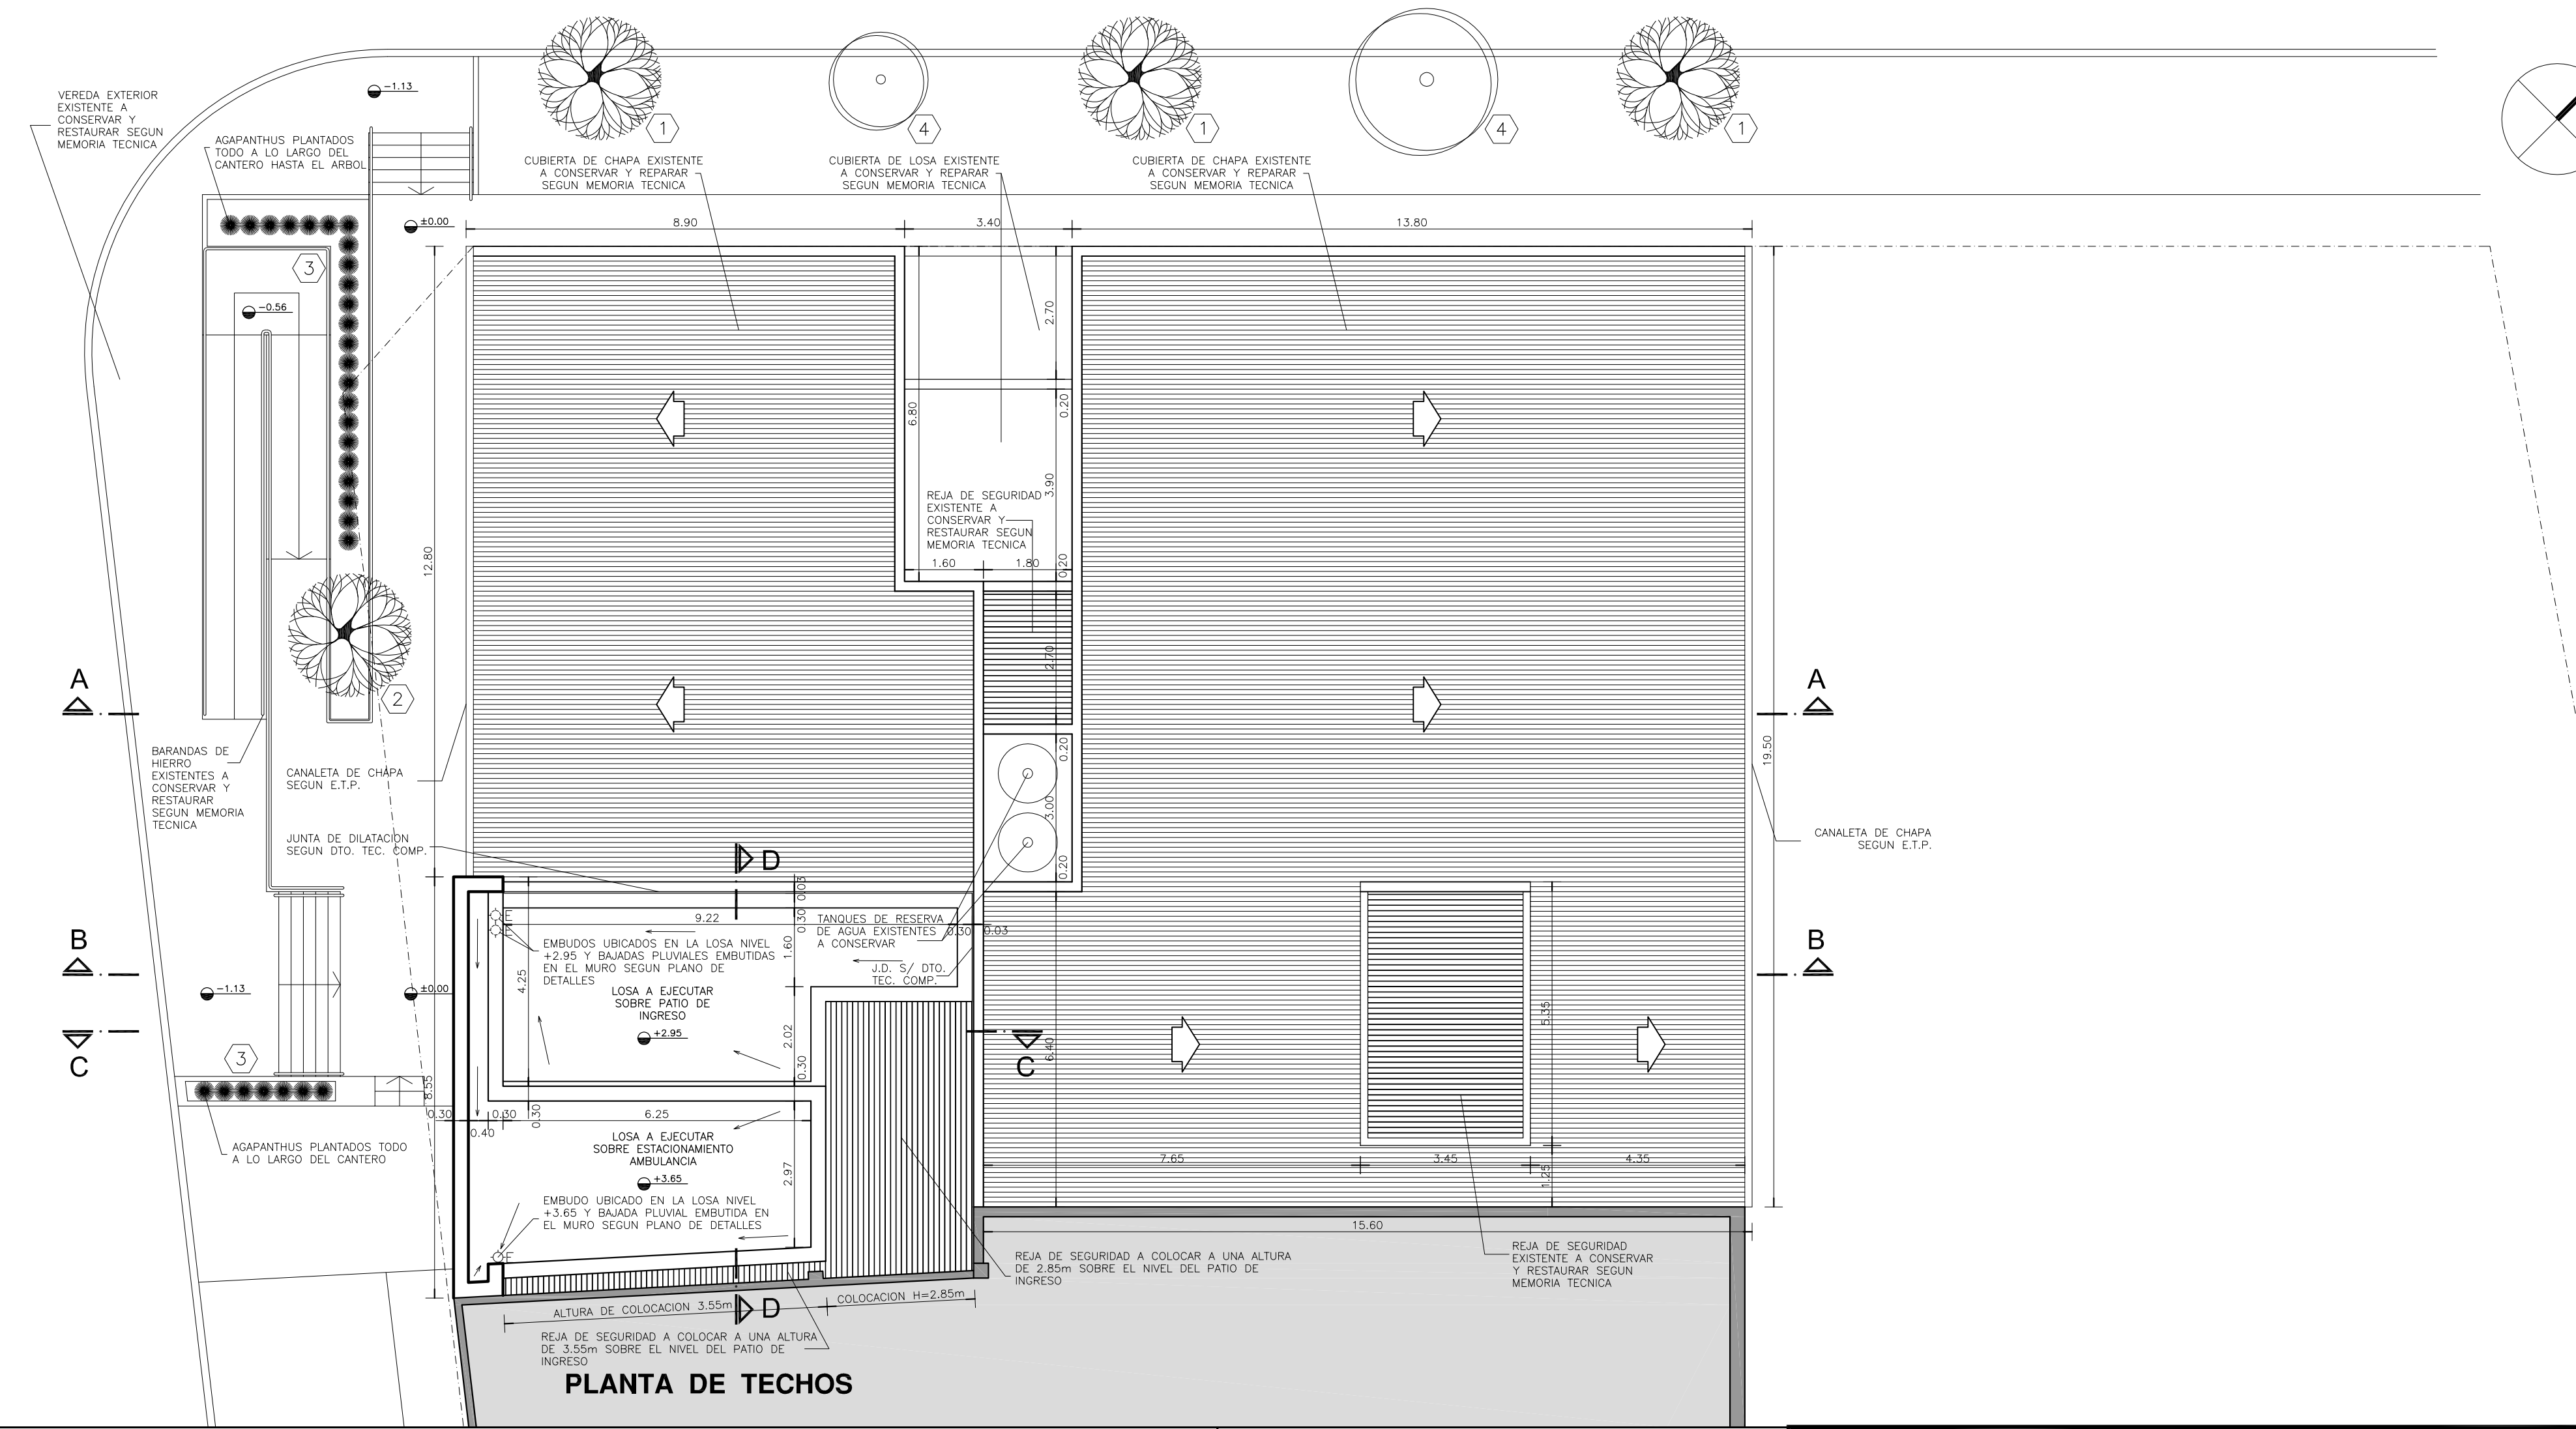 VEREDA EXTERIOR
EXISTENTE A
CONSERVAR Y
RESTAURAR SEGUN
MEMORIA TECNICA
-1.13
AGAPANTHUS PLANTADOS
TODO A LO LARGO DEL
CANTERO HASTA EL ARBOL
1
4
1
4
1
CUBIERTA DE CHAPA EXISTENTE
A CONSERVAR Y REPARAR
SEGUN MEMORIA TECNICA
CUBIERTA DE LOSA EXISTENTE
A CONSERVAR Y REPARAR
SEGUN MEMORIA TECNICA
CUBIERTA DE CHAPA EXISTENTE
A CONSERVAR Y REPARAR
SEGUN MEMORIA TECNICA
±0.00
8.90
3.40
13.80
3
-0.56
2.70
6.80
0.20
3.90
REJA DE SEGURIDAD
EXISTENTE A
CONSERVAR Y
RESTAURAR SEGUN
MEMORIA TECNICA
12.80
1.60
1.80
0.20
2.70
2
A
A
BARANDAS DE
HIERRO
EXISTENTES A
CONSERVAR Y
RESTAURAR
SEGUN MEMORIA
TECNICA
CANALETA DE CHAPA
SEGUN E.T.P.
0.20
3.00
0.20
19.50
JUNTA DE DILATACION
SEGUN DTO. TEC. COMP.
CANALETA DE CHAPA
SEGUN E.T.P.
D
0.03
0.30
9.22
TANQUES DE RESERVA
DE AGUA EXISTENTES
A CONSERVAR
0.30
0.03
E
E
EMBUDOS UBICADOS EN LA LOSA NIVEL
+2.95 Y BAJADAS PLUVIALES EMBUTIDAS
EN EL MURO SEGUN PLANO DE
DETALLES
1.60
J.D. S/ DTO.
TEC. COMP.
B
B
-1.13
±0.00
4.25
LOSA A EJECUTAR
SOBRE PATIO DE
INGRESO
+2.95
2.02
0.30
C
C
6.40
5.35
3
8.55
0.30
0.30
0.40
0.30
6.25
AGAPANTHUS PLANTADOS TODO
A LO LARGO DEL CANTERO
LOSA A EJECUTAR
SOBRE ESTACIONAMIENTO
AMBULANCIA
+3.65
2.97
7.65
3.45
4.35
1.25
EMBUDO UBICADO EN LA LOSA NIVEL
+3.65 Y BAJADA PLUVIAL EMBUTIDA EN
EL MURO SEGUN PLANO DE DETALLES
E
15.60
REJA DE SEGURIDAD A COLOCAR A UNA ALTURA
DE 2.85m SOBRE EL NIVEL DEL PATIO DE
INGRESO
REJA DE SEGURIDAD
EXISTENTE A CONSERVAR
Y RESTAURAR SEGUN
MEMORIA TECNICA
ALTURA DE COLOCACION 3.55m
COLOCACION H=2.85m
D
REJA DE SEGURIDAD A COLOCAR A UNA ALTURA
DE 3.55m SOBRE EL NIVEL DEL PATIO DE
INGRESO
PLANTA DE TECHOS